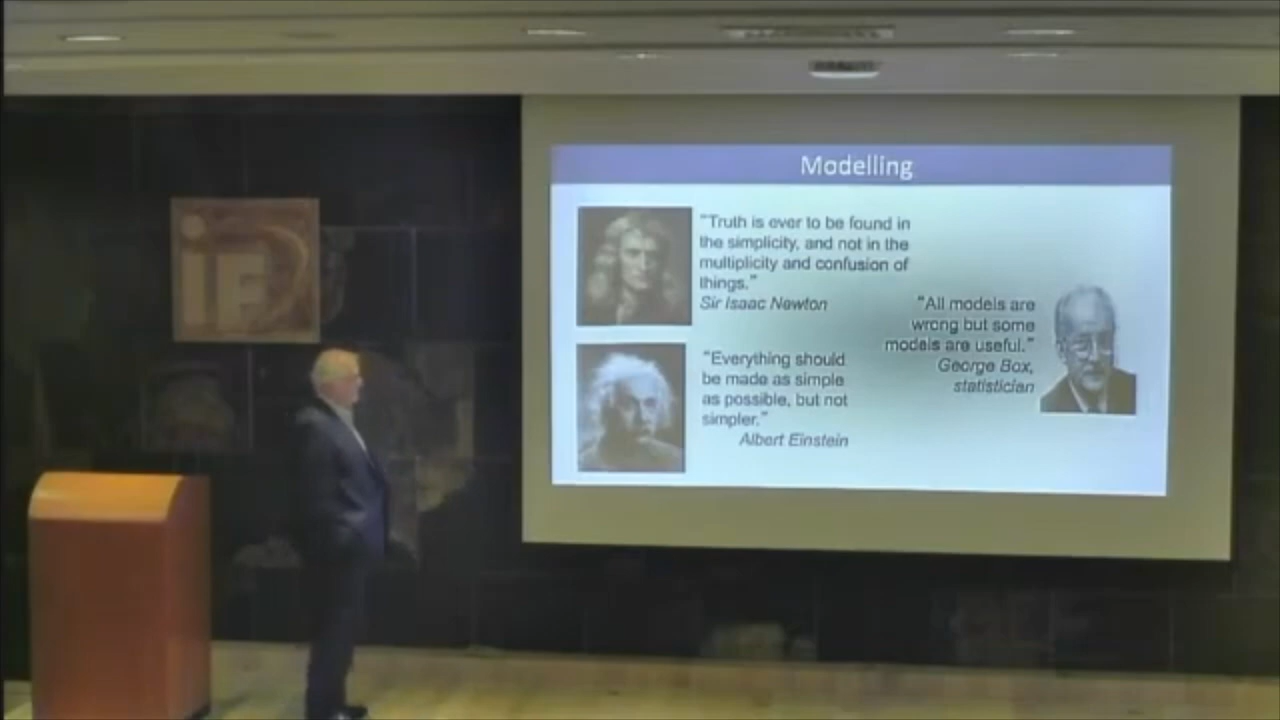 iE
Modelling
"Truth is ever to be found in
the simplicity, and not in the
multiplicity and confusion of
things."
Sir Isaac Newton
"Everything should
be made as simple
as possible, but not
simpler."
Albert Einstein
"All models are
wrong but some
models are useful."
George Box,
statistician